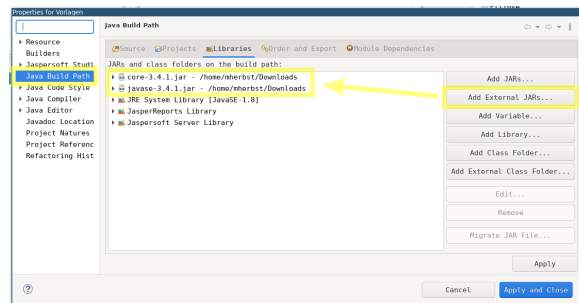 Properties for Vorlagen
Java Build Path
Resource
Builders
Jaspersoft Studi
Java Build Path
Java Code Style
Java Compiler
Java Editor
Javadoc Location
Project Natures
Project Referenc
Refactoring Hist
Source Projects Libraries Order and Export Module Dependencies
JARs and class folders on the build path:
core-3.4.1.jar - /home/mherbst/Downloads
javase-3.4.1.jar - /home/mherbst/Downloads
JRE System Library [JavaSE-1.8]
JasperReports Library
Jaspersoft Server Library
Add JARs...
Add External JARs...
Add Variable...
Add Library...
Add Class Folder...
Add External Class Folder...
Edit...
Remove
Migrate JAR File...
Apply
Cancel
Apply and Close